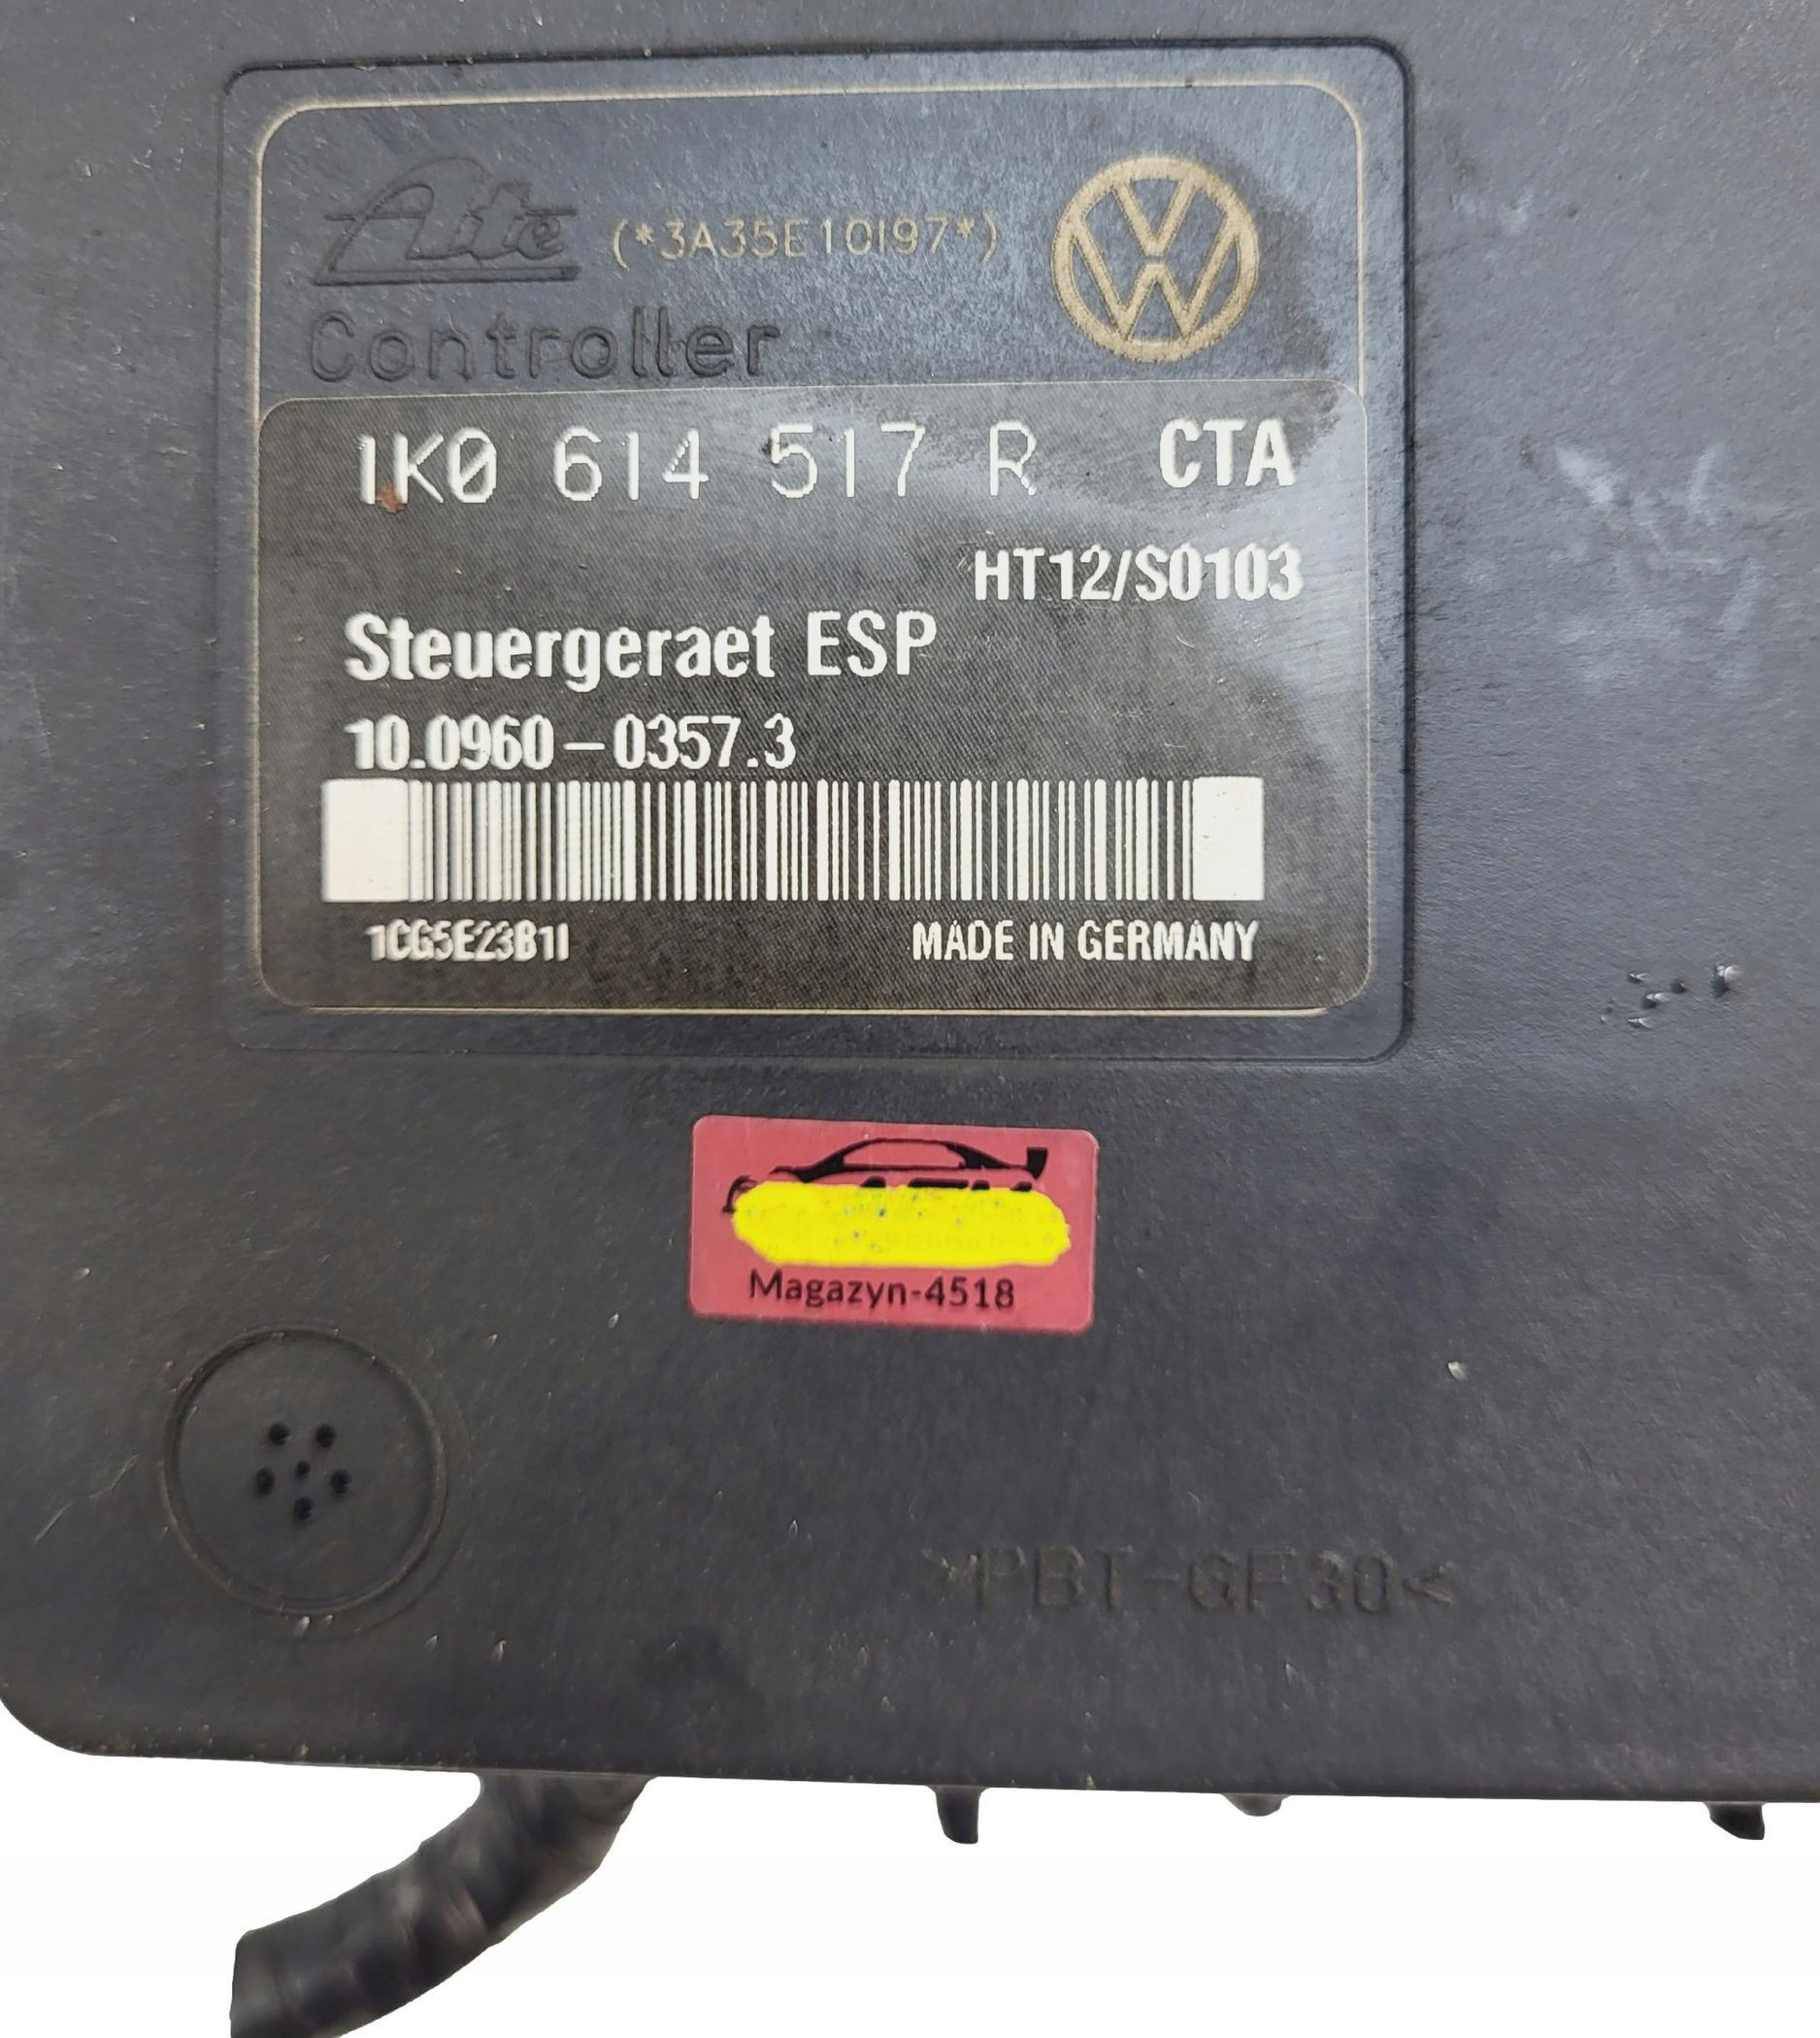 Ate (*3A35E10I97*)
Controller
1K0 614 517 R CTA
HT12/S0103
Steuergeraet ESP
10.0960-0357.3
1CG5E23B1I MADE IN GERMANY
Magazyn-4518
>PBT-GF30<